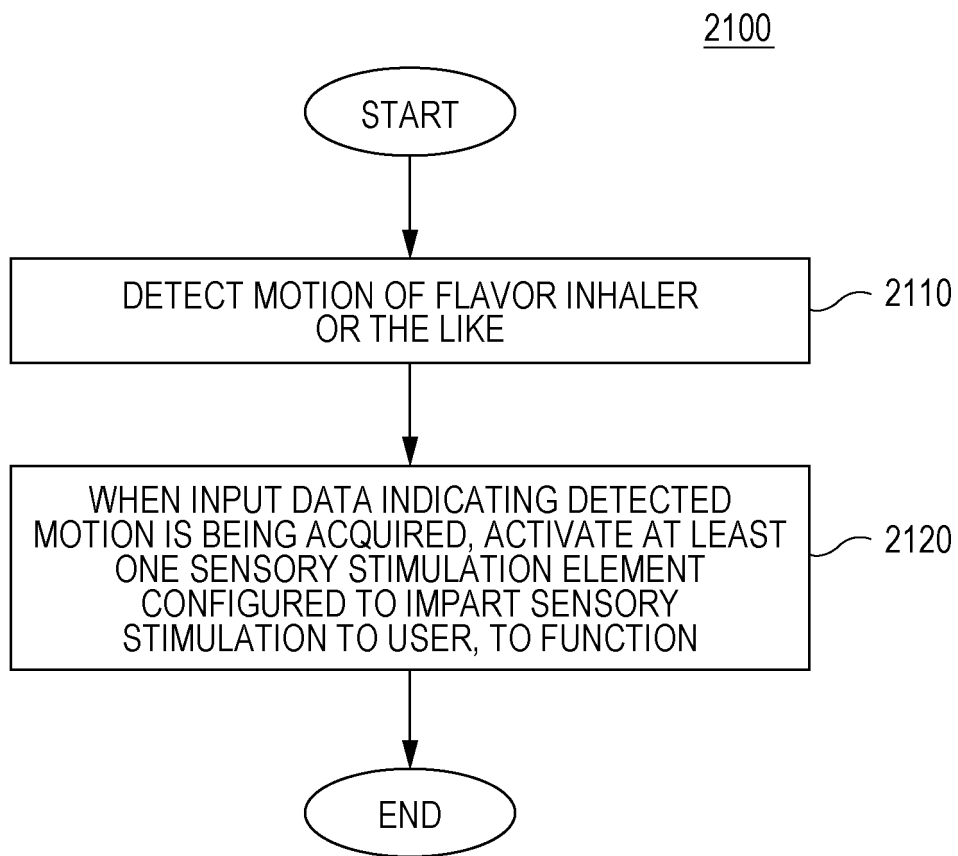 2100
START
DETECT MOTION OF FLAVOR INHALER
OR THE LIKE
2110
WHEN INPUT DATA INDICATING DETECTED
MOTION IS BEING ACQUIRED, ACTIVATE AT LEAST
ONE SENSORY STIMULATION ELEMENT
CONFIGURED TO IMPART SENSORY
STIMULATION TO USER, TO FUNCTION
2120
END